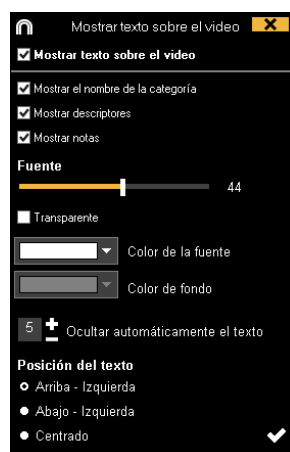 Mostrar texto sobre el video
Mostrar texto sobre el video
Mostrar el nombre de la categoría
Mostrar descriptores
Mostrar notas
Fuente
44
Transparente
Color de la fuente
Color de fondo
5 Ocultar automáticamente el texto
Posición del texto
Arriba - Izquierda
Abajo - Izquierda
Centrado